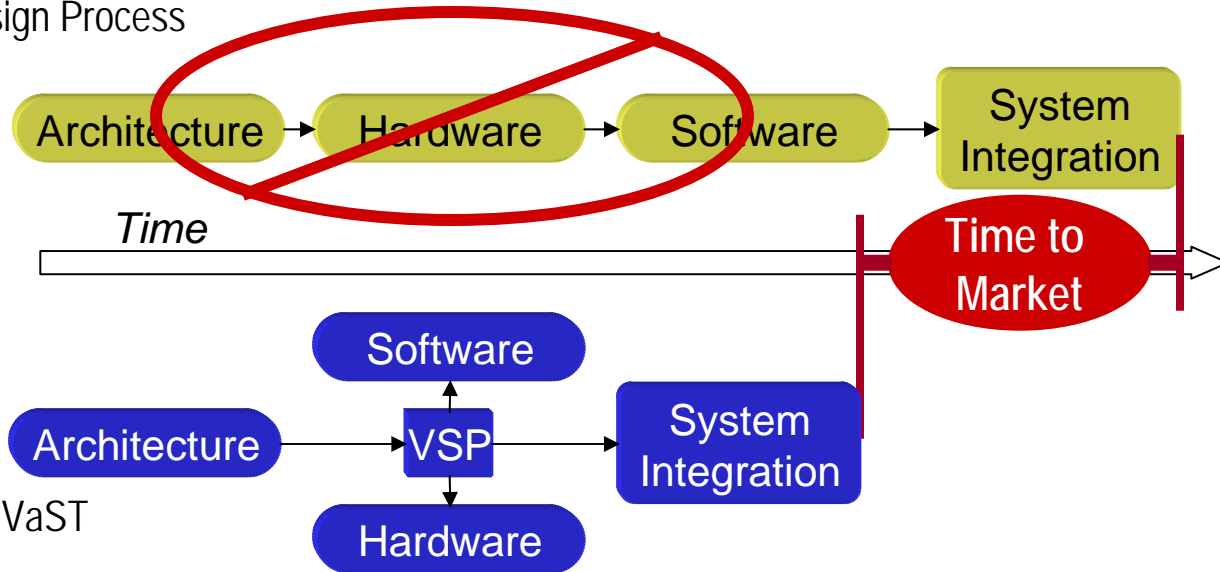 sign Process
Architecture
Hardware
Software
System
Integration
Time
Time to
Market
Software
Architecture
VSP
System
Integration
VaST
Hardware